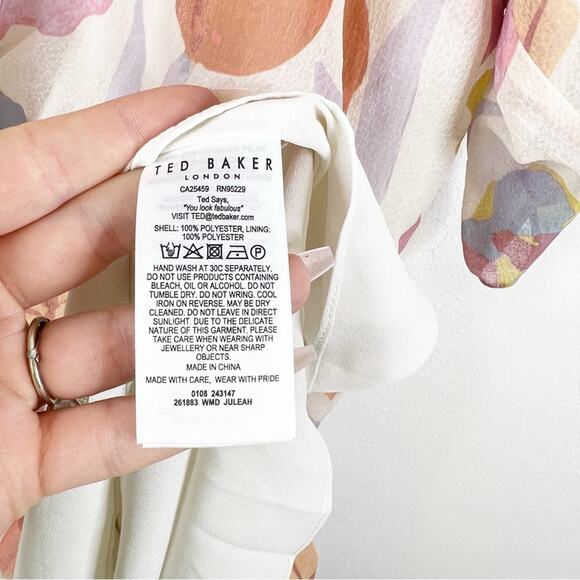 TED BAKER
LONDON
CA25459 RN95229
Ted Says,
"You look fabulous"
VISIT TED@tedbaker.com
SHELL: 100% POLYESTER, LINING:
100% POLYESTER
HAND WASH AT 30C SEPARATELY.
DO NOT USE PRODUCTS CONTAINING
BLEACH, OIL OR ALCOHOL. DO NOT
TUMBLE DRY. DO NOT WRING. COOL
IRON ON REVERSE. MAY BE DRY
CLEANED. DO NOT LEAVE IN DIRECT
SUNLIGHT. DUE TO THE DELICATE
NATURE OF THIS GARMENT, PLEASE
TAKE CARE WHEN WEARING WITH
JEWELLERY OR NEAR SHARP
OBJECTS.
MADE IN CHINA
MADE WITH CARE, WEAR WITH PRIDE
0108 243147
261883 WMD JULEAH